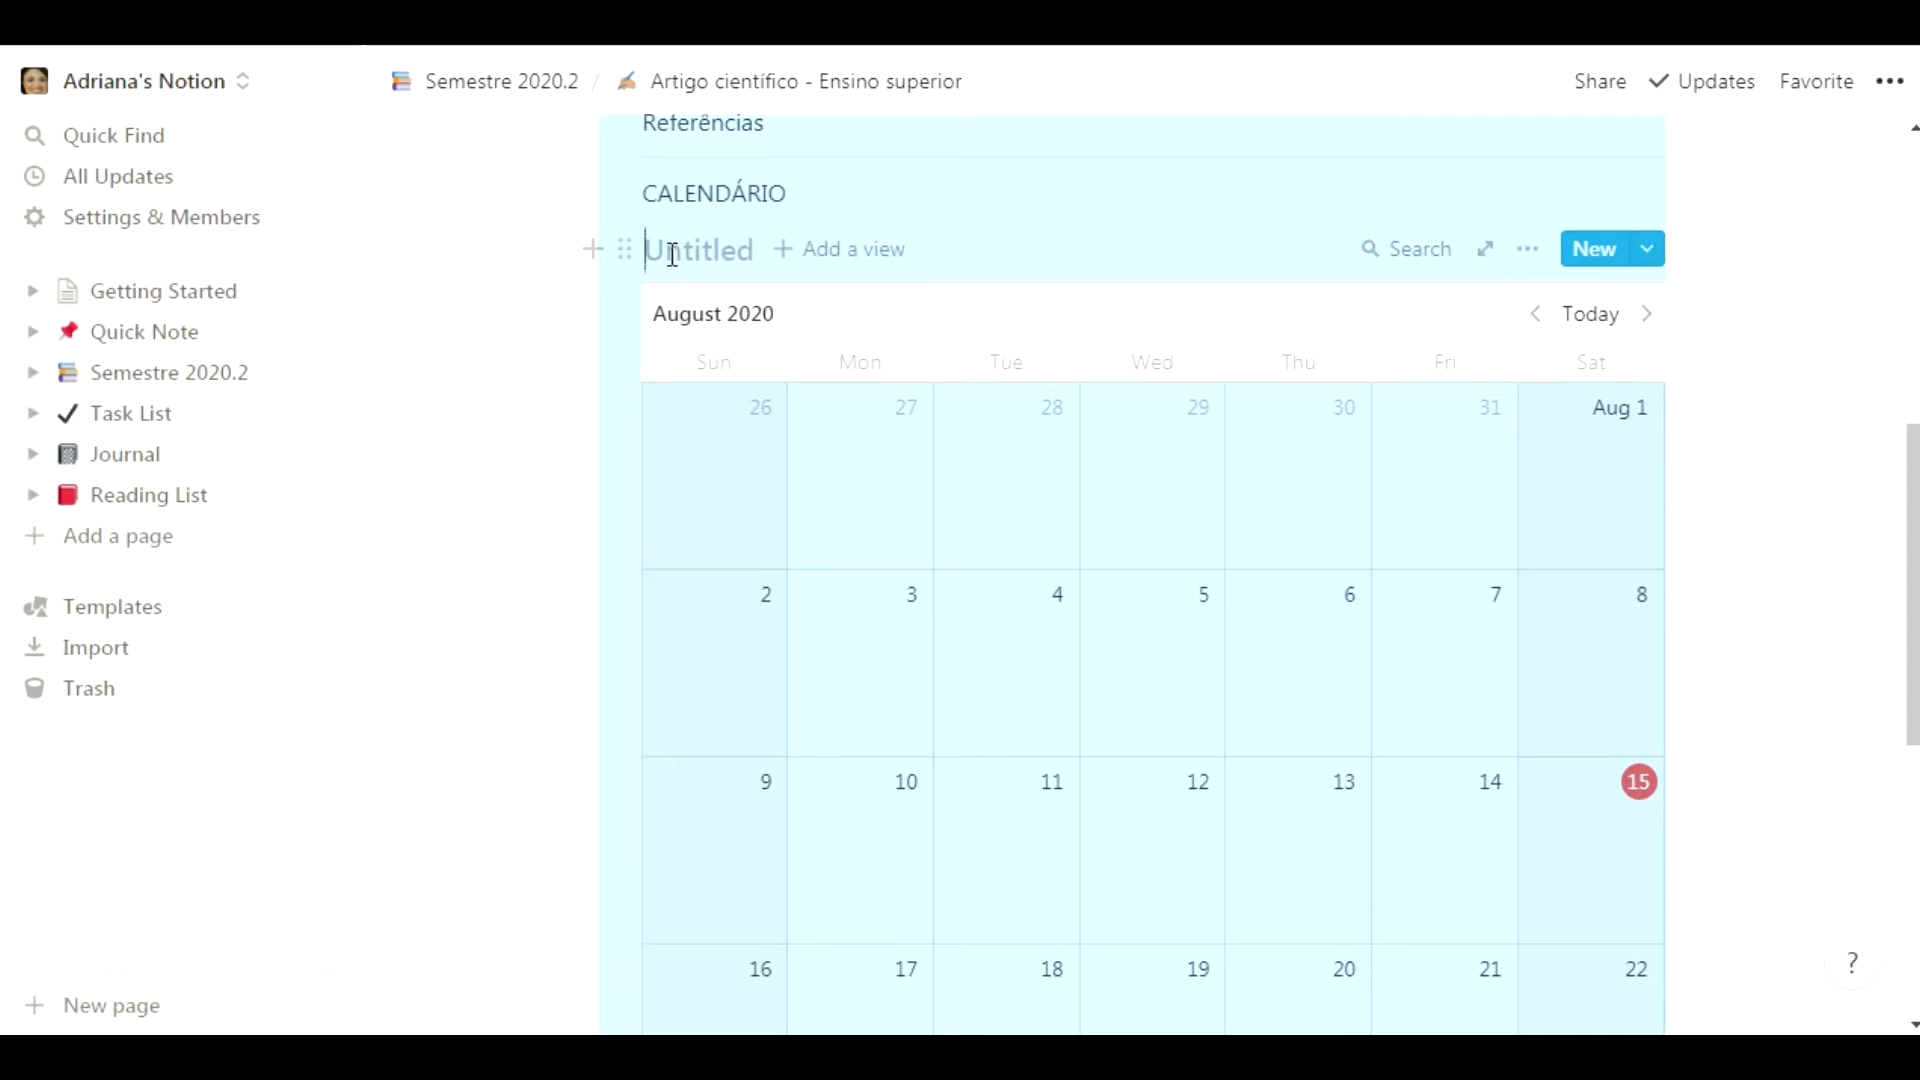 Adriana's Notion
Semestre 2020.2 / Artigo científico - Ensino superior
Share Updates Favorite
Quick Find
All Updates
Settings & Members
Getting Started
Quick Note
Semestre 2020.2
Task List
Journal
Reading List
Add a page
Templates
Import
Trash
New page
Referências
CALENDÁRIO
Untitled Add a view Search New
August 2020 Today
Sun Mon Tue Wed Thu Fri Sat
26 27 28 29 30 31 Aug 1
2 3 4 5 6 7 8
9 10 11 12 13 14 15
16 17 18 19 20 21 22
?